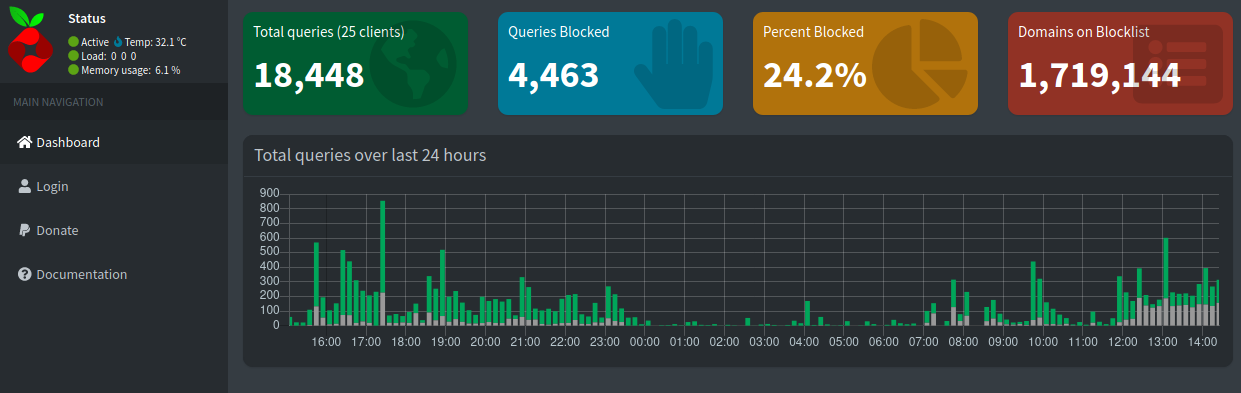 Status
Active Temp: 32.1 °C
Load: 0 0 0
Memory usage: 6.1 %
MAIN NAVIGATION
Dashboard
Login
Donate
Documentation
Total queries (25 clients)
18,448
Queries Blocked
4,463
Percent Blocked
24.2%
Domains on Blocklist
1,719,144
Total queries over last 24 hours
900
800
700
600
500
400
300
200
100
0
16:00 17:00 18:00 19:00 20:00 21:00 22:00 23:00 00:00 01:00 02:00 03:00 04:00 05:00 06:00 07:00 08:00 09:00 10:00 11:00 12:00 13:00 14:00